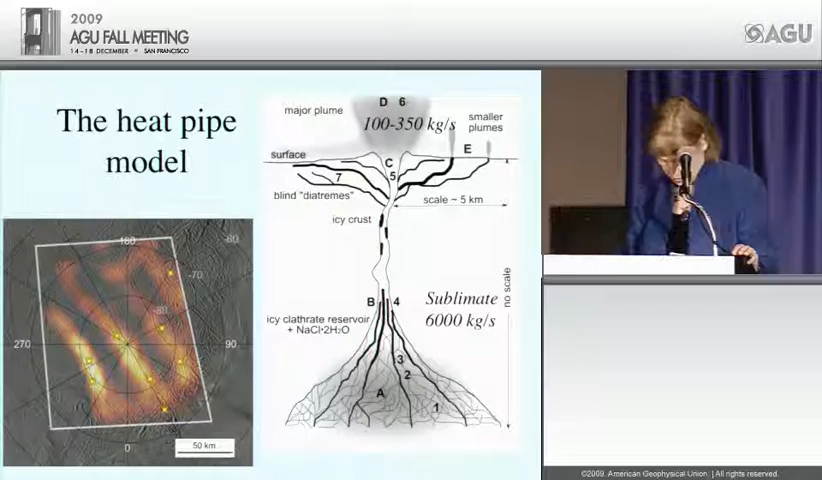 2009
AGU FALL MEETING
14-18 DECEMBER • SAN FRANCISCO
AGU
The heat pipe
model
major plume
D 6
100-350 kg/s
smaller
plumes
E
surface
C
5
7
blind "diatremes"
scale ~ 5 km
icy crust
no scale
B 4
Sublimate
6000 kg/s
icy clathrate reservoir
+ NaCl•2H₂O
3
2
A
1
180
-60
-70
-80
270
90
0
50 km
©2009. American Geophysical Union. | All rights reserved.